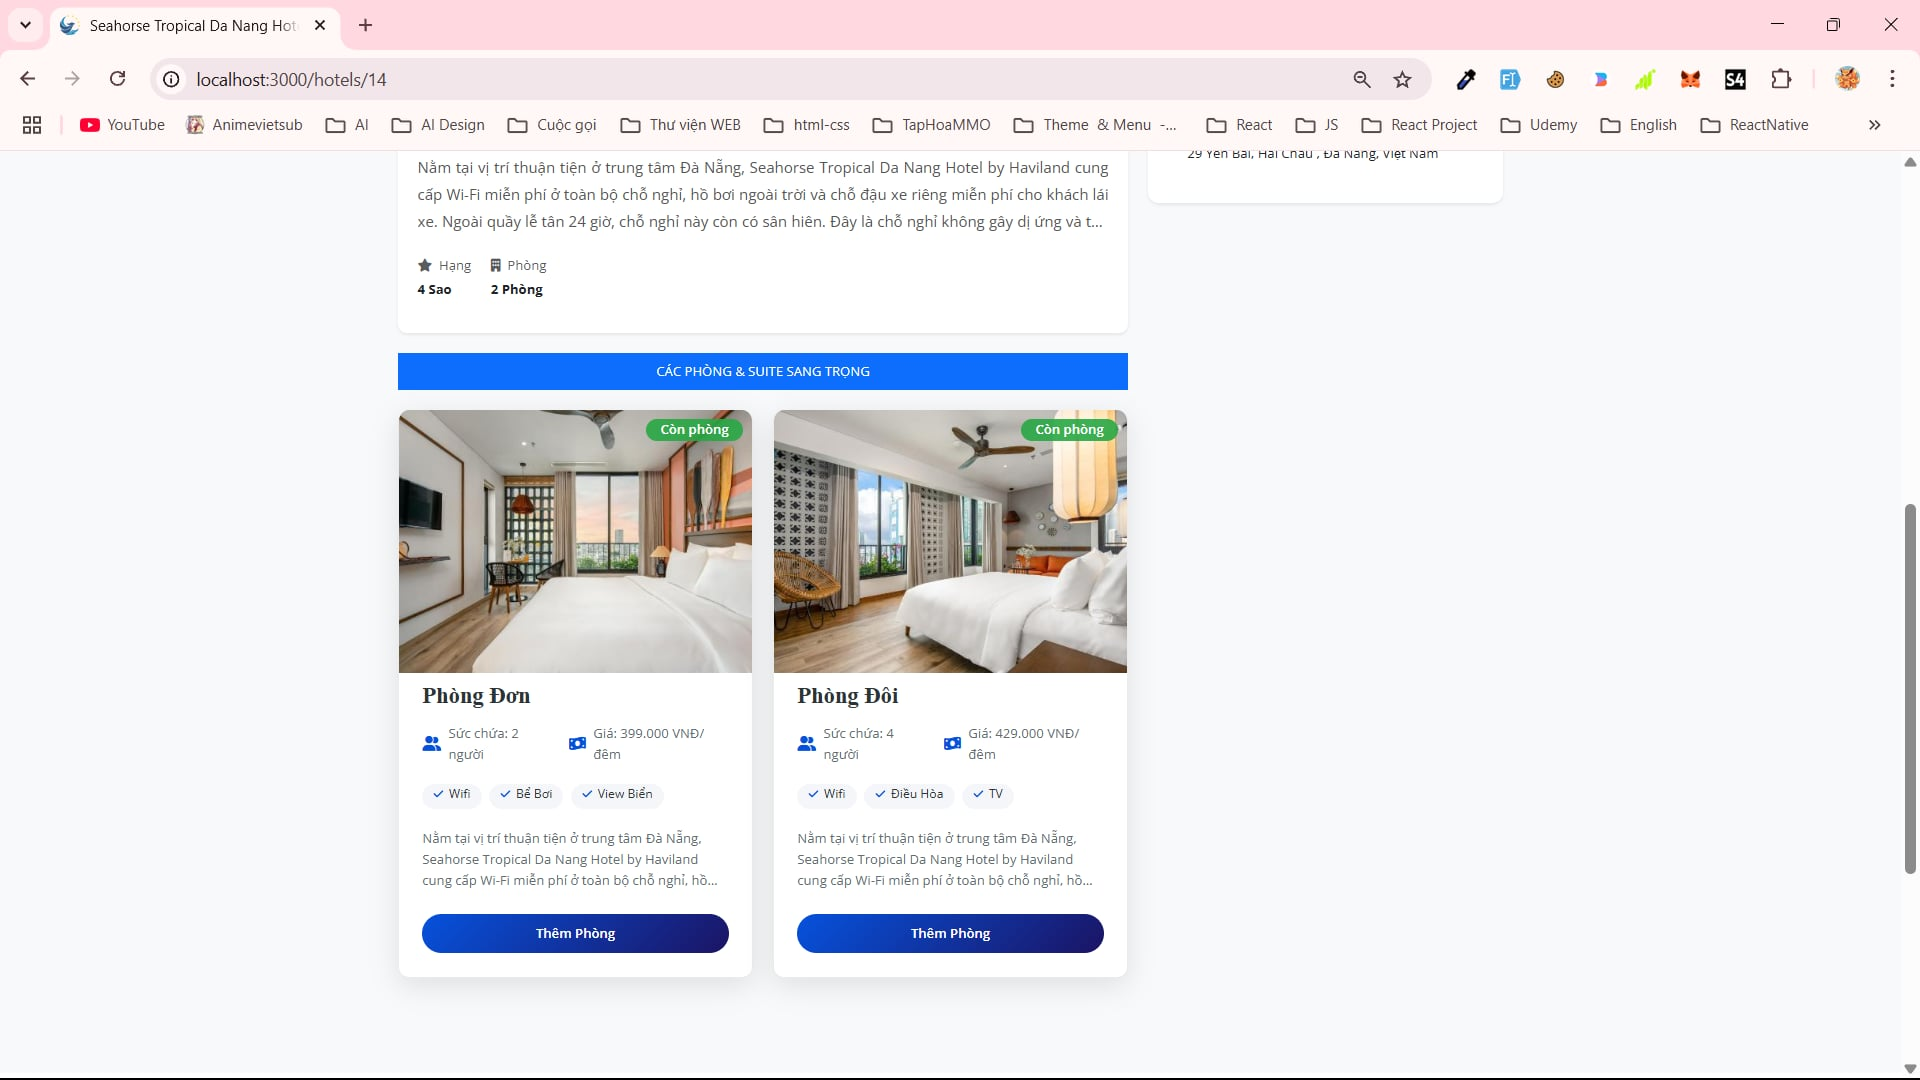 Seahorse Tropical Da Nang Hot
localhost:3000/hotels/14
YouTube
Animevietsub
AI
AI Design
Cuộc gọi
Thư viện WEB
html-css
TapHoaMMO
Theme & Menu -...
React
JS
React Project
Udemy
English
ReactNative
29 Yên Bái, Hải Châu , Đà Nẵng, Việt Nam
Nằm tại vị trí thuận tiện ở trung tâm Đà Nẵng, Seahorse Tropical Da Nang Hotel by Haviland cung
cấp Wi-Fi miễn phí ở toàn bộ chỗ nghỉ, hồ bơi ngoài trời và chỗ đậu xe riêng miễn phí cho khách lái
xe. Ngoài quầy lễ tân 24 giờ, chỗ nghỉ này còn có sân hiên. Đây là chỗ nghỉ không gây dị ứng và t...
Hạng
Phòng
4 Sao
2 Phòng
CÁC PHÒNG & SUITE SANG TRỌNG
Còn phòng
Phòng Đơn
Sức chứa: 2
người
Giá: 399.000 VNĐ/
đêm
Wifi
Bể Bơi
View Biển
Nằm tại vị trí thuận tiện ở trung tâm Đà Nẵng,
Seahorse Tropical Da Nang Hotel by Haviland
cung cấp Wi-Fi miễn phí ở toàn bộ chỗ nghỉ, hồ...
Thêm Phòng
Còn phòng
Phòng Đôi
Sức chứa: 4
người
Giá: 429.000 VNĐ/
đêm
Wifi
Điều Hòa
TV
Nằm tại vị trí thuận tiện ở trung tâm Đà Nẵng,
Seahorse Tropical Da Nang Hotel by Haviland
cung cấp Wi-Fi miễn phí ở toàn bộ chỗ nghỉ, hồ...
Thêm Phòng